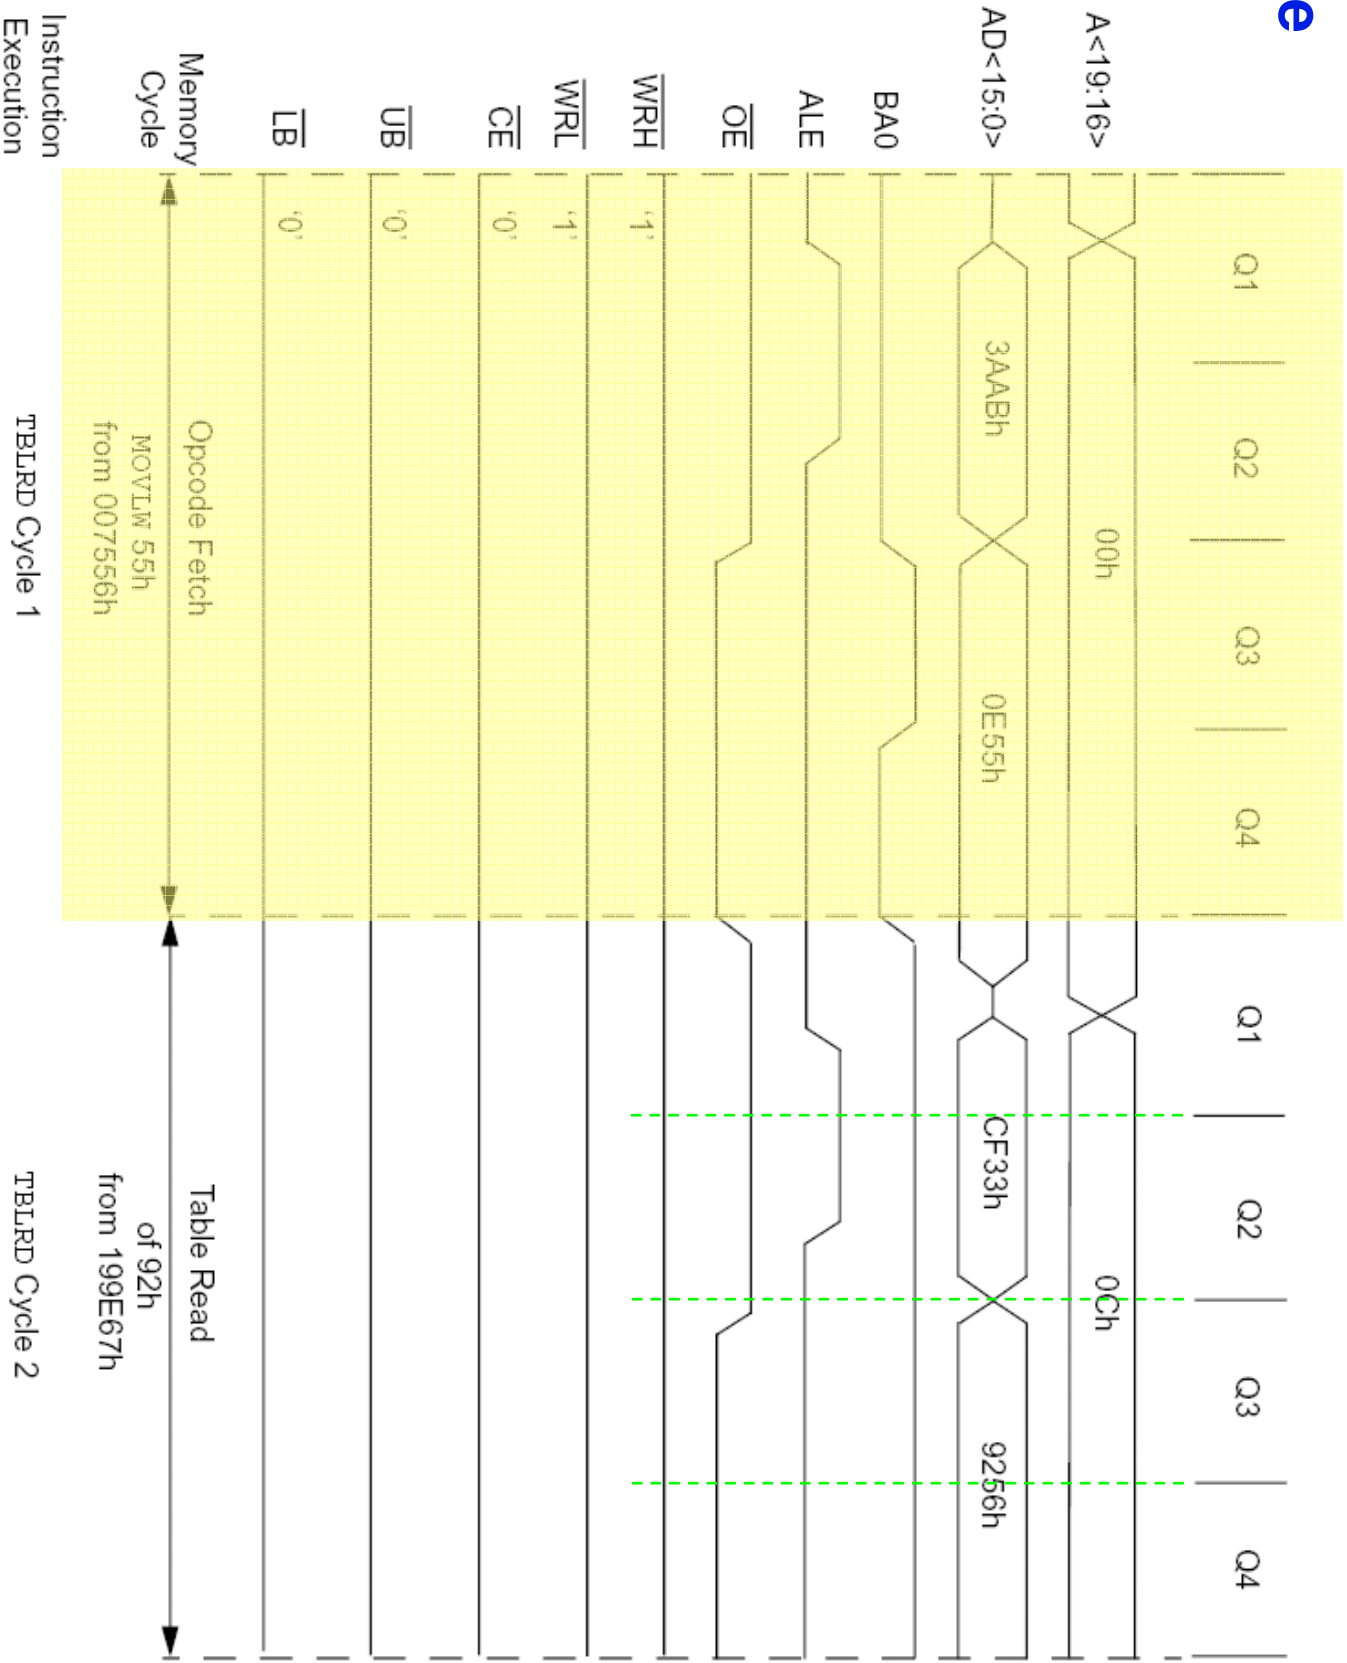 e
Q1 Q2 Q3 Q4 Q1 Q2 Q3 Q4
A<19:16> 00h 0Ch
AD<15:0> 3AABh 0E55h CF33h 9256h
BA0
ALE
OE
WRH '1'
WRL '1'
CE '0'
UB '0'
LB '0'
Memory
Cycle
Opcode Fetch
MOVLW 55h
from 007556h
Table Read
of 92h
from 199E67h
Instruction
Execution
TBLRD Cycle 1
TBLRD Cycle 2